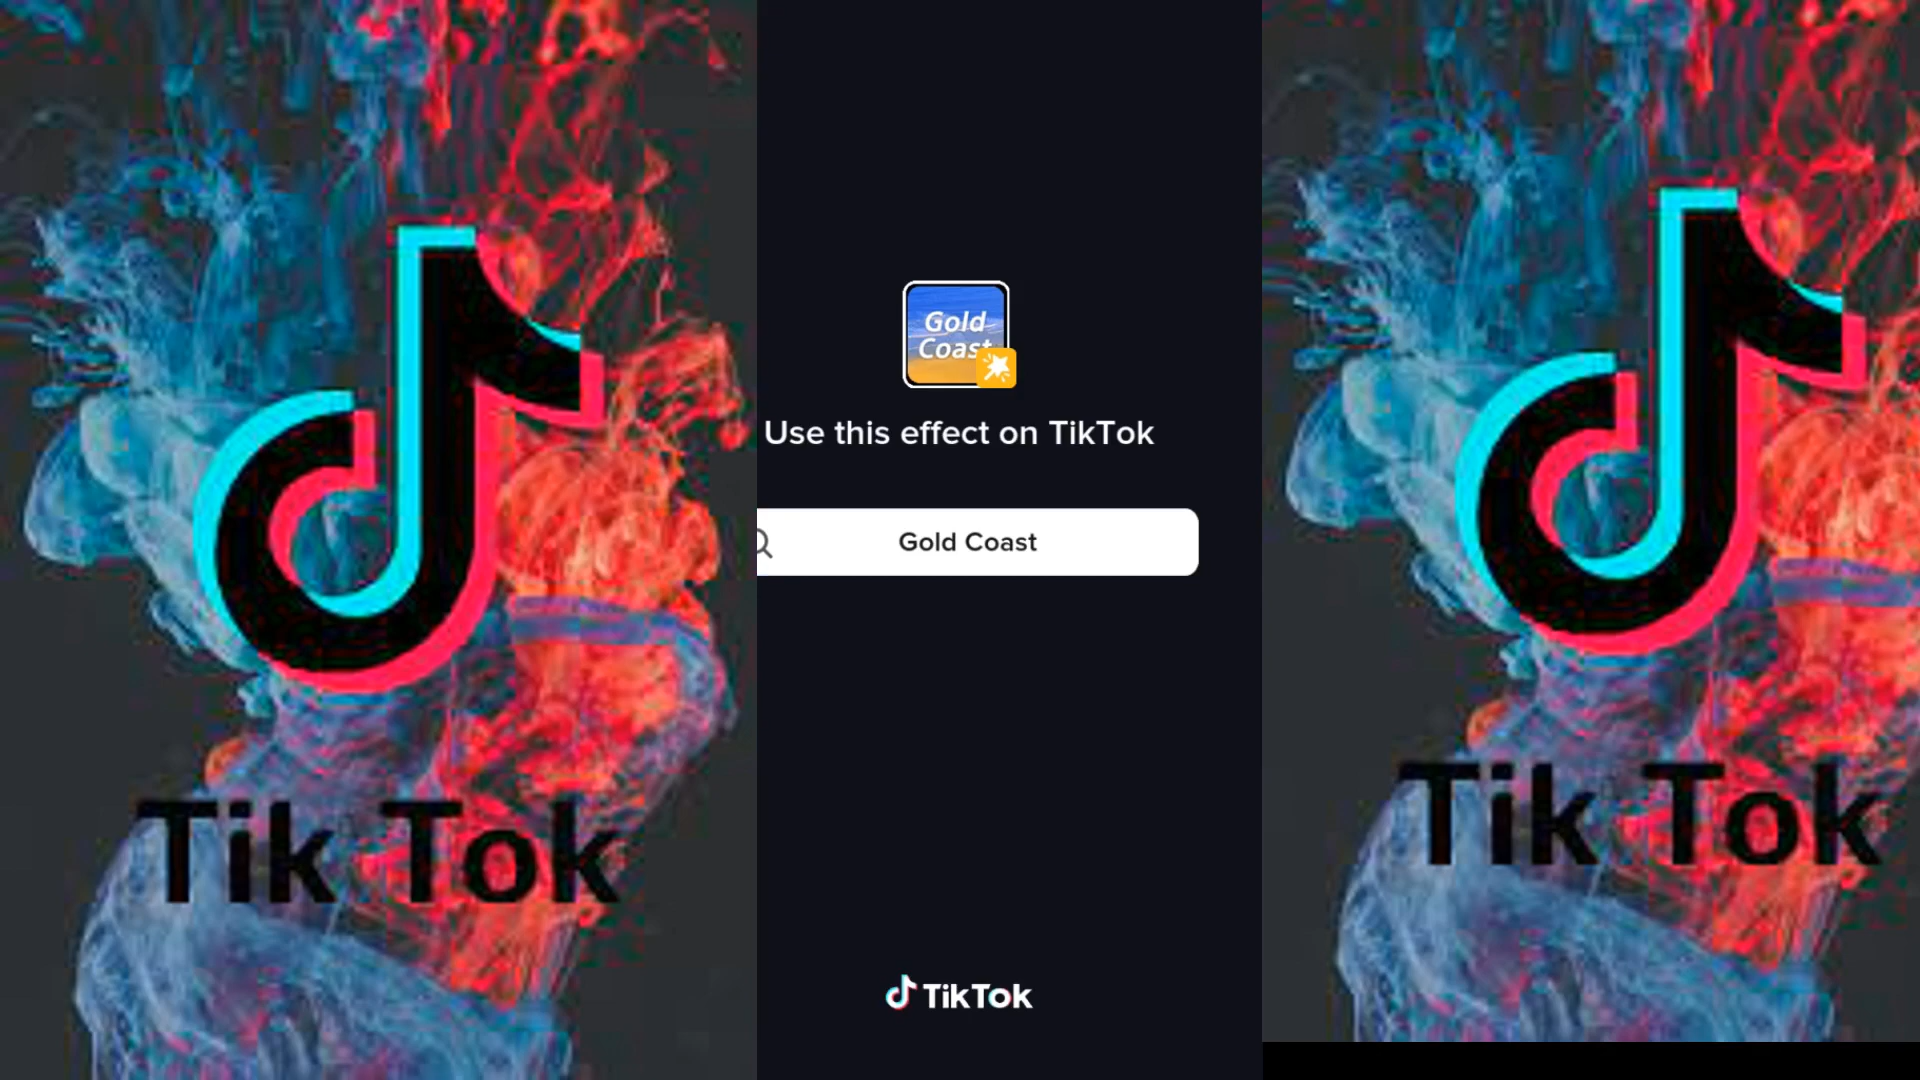 Tik Tok
Gold
Coast
Use this effect on TikTok
Gold Coast
TikTok
Tik Tok